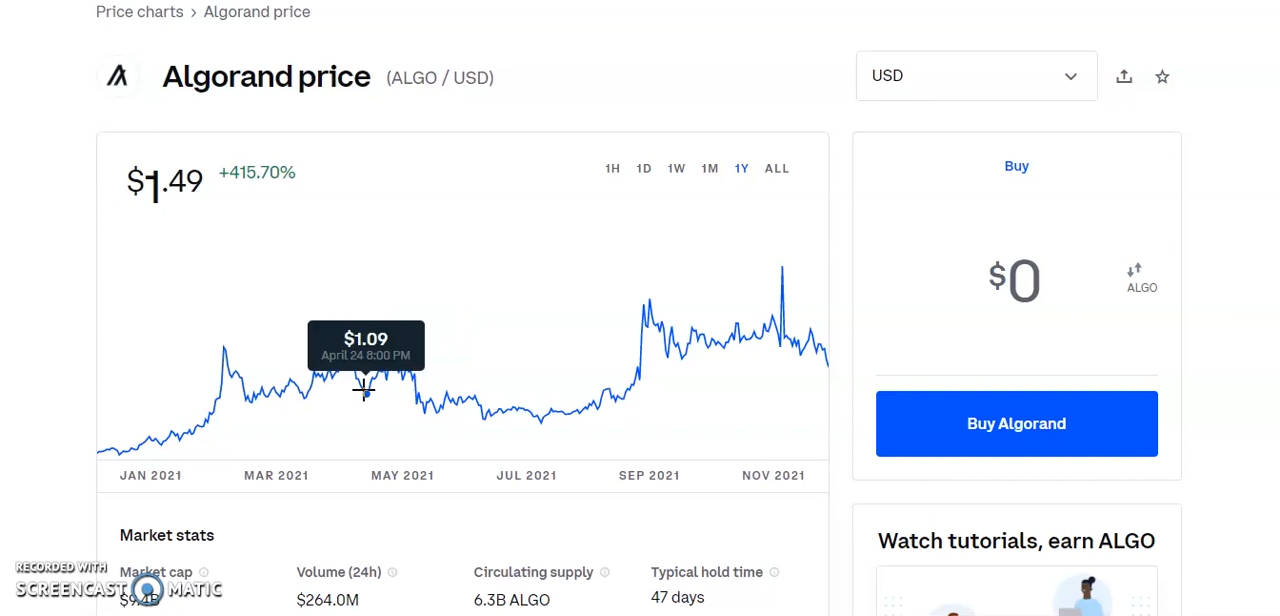 Price charts › Algorand price
Algorand price (ALGO / USD)
USD
$1.49 +415.70%
1H 1D 1W 1M 1Y ALL
$1.09
April 24 8:00 PM
JAN 2021 MAR 2021 MAY 2021 JUL 2021 SEP 2021 NOV 2021
Buy
$0
ALGO
Buy Algorand
Market stats
Market cap
$9.4B
Volume (24h)
$264.0M
Circulating supply
6.3B ALGO
Typical hold time
47 days
Watch tutorials, earn ALGO
RECORDED WITH
SCREENCAST MATIC